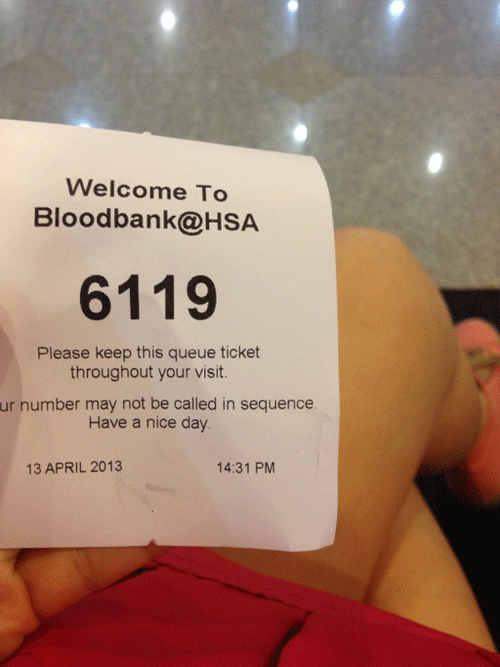 Welcome To
Bloodbank@HSA
6119
Please keep this queue ticket
throughout your visit.
ur number may not be called in sequence.
Have a nice day.
13 APRIL 2013 14:31 PM